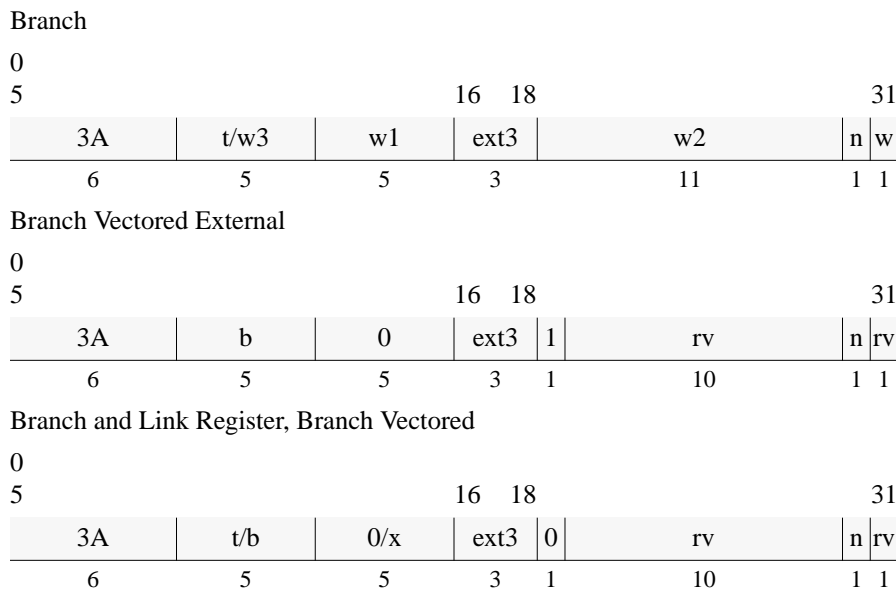 Branch
0
5 16 18 31
3A t/w3 w1 ext3 w2 n w
6 5 5 3 11 1 1
Branch Vectored External
0
5 16 18 31
3A b 0 ext3 1 rv n rv
6 5 5 3 1 10 1 1
Branch and Link Register, Branch Vectored
0
5 16 18 31
3A t/b 0/x ext3 0 rv n rv
6 5 5 3 1 10 1 1